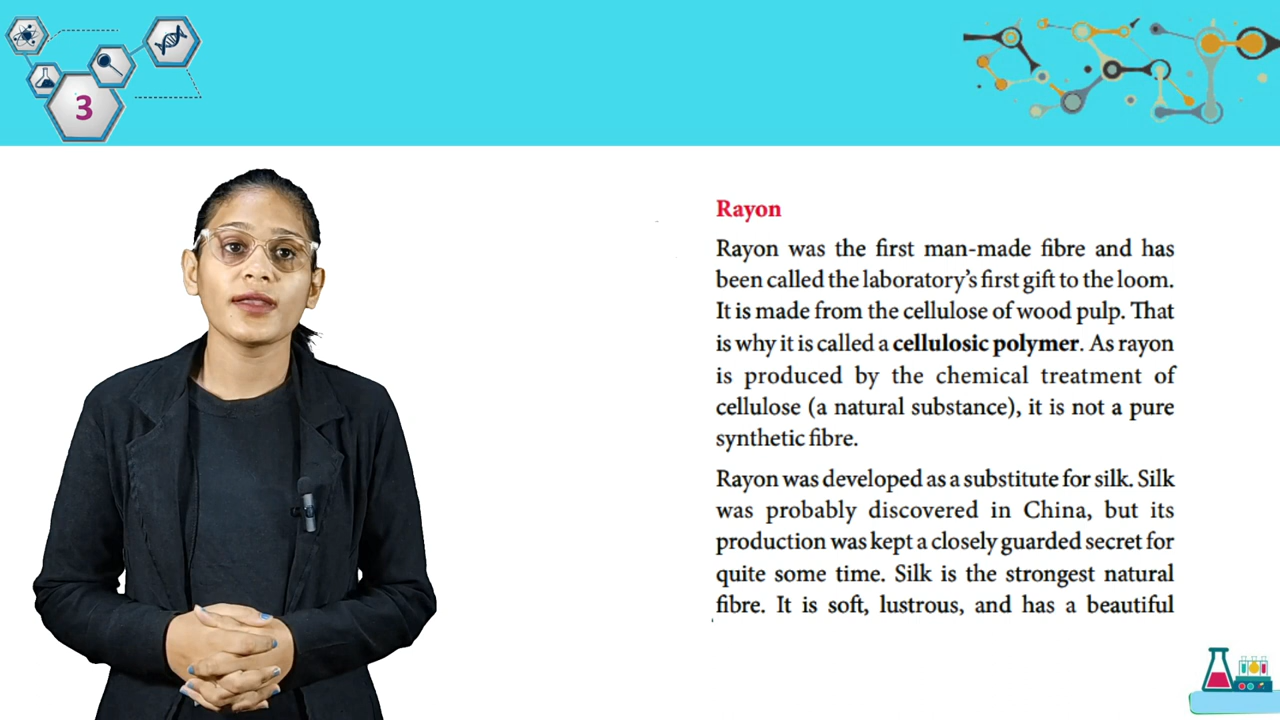 3
Rayon
Rayon was the first man-made fibre and has
been called the laboratory's first gift to the loom.
It is made from the cellulose of wood pulp. That
is why it is called a cellulosic polymer. As rayon
is produced by the chemical treatment of
cellulose (a natural substance), it is not a pure
synthetic fibre.
Rayon was developed as a substitute for silk. Silk
was probably discovered in China, but its
production was kept a closely guarded secret for
quite some time. Silk is the strongest natural
fibre. It is soft, lustrous, and has a beautiful